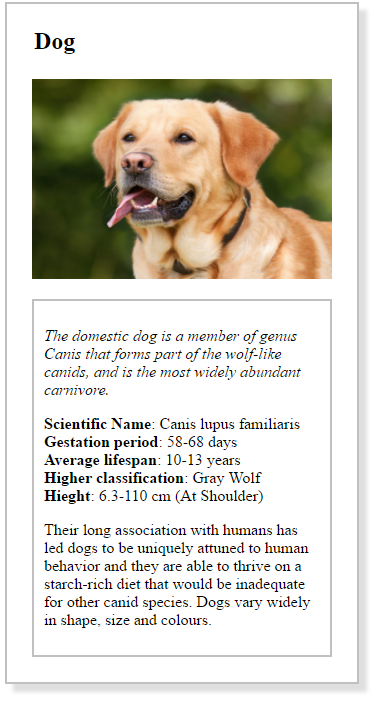 Dog
The domestic dog is a member of genus
Canis that forms part of the wolf-like
canids, and is the most widely abundant
carnivore.
Scientific Name: Canis lupus familiaris
Gestation period: 58-68 days
Average lifespan: 10-13 years
Higher classification: Gray Wolf
Hieght: 6.3-110 cm (At Shoulder)
Their long association with humans has
led dogs to be uniquely attuned to human
behavior and they are able to thrive on a
starch-rich diet that would be inadequate
for other canid species. Dogs vary widely
in shape, size and colours.